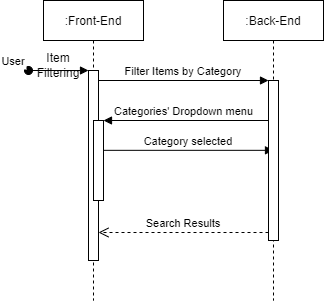 :Front-End
:Back-End
User
Item
Filtering
Filter Items by Category
Categories' Dropdown menu
Category selected
Search Results